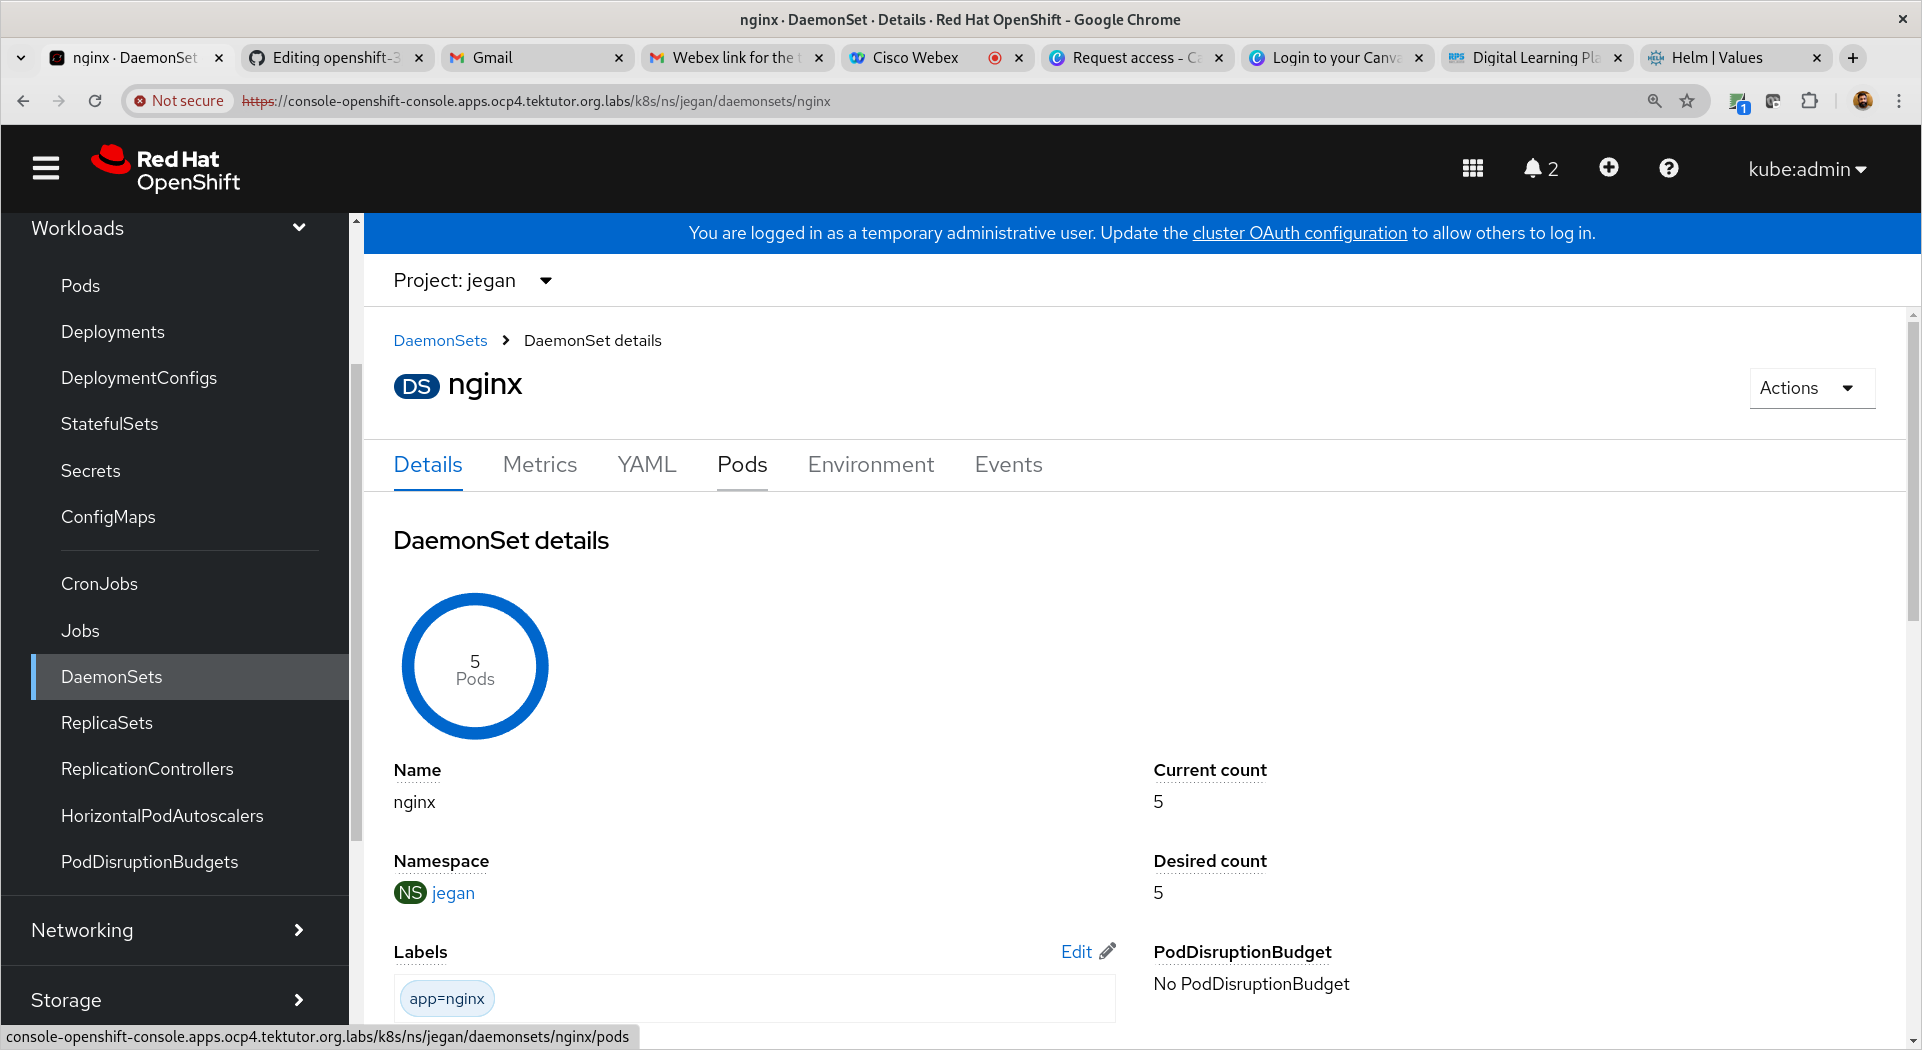 nginx · DaemonSet · Details · Red Hat OpenShift - Google Chrome
nginx · DaemonSet
Editing openshift-3
Gmail
Webex link for the t
Cisco Webex
Request access - Ca
Login to your Canva
RPS Digital Learning Pla
HELM Helm | Values
Not secure https://console-openshift-console.apps.ocp4.tektutor.org.labs/k8s/ns/jegan/daemonsets/nginx
1
Red Hat
OpenShift
2
kube:admin
You are logged in as a temporary administrative user. Update the cluster OAuth configuration to allow others to log in.
Workloads
Pods
Deployments
DeploymentConfigs
StatefulSets
Secrets
ConfigMaps
CronJobs
Jobs
DaemonSets
ReplicaSets
ReplicationControllers
HorizontalPodAutoscalers
PodDisruptionBudgets
Networking
Storage
Project: jegan
DaemonSets DaemonSet details
DS nginx
Actions
Details Metrics YAML Pods Environment Events
DaemonSet details
5
Pods
Name
nginx
Current count
5
Namespace
NS jegan
Desired count
5
Labels
Edit
app=nginx
PodDisruptionBudget
No PodDisruptionBudget
console-openshift-console.apps.ocp4.tektutor.org.labs/k8s/ns/jegan/daemonsets/nginx/pods